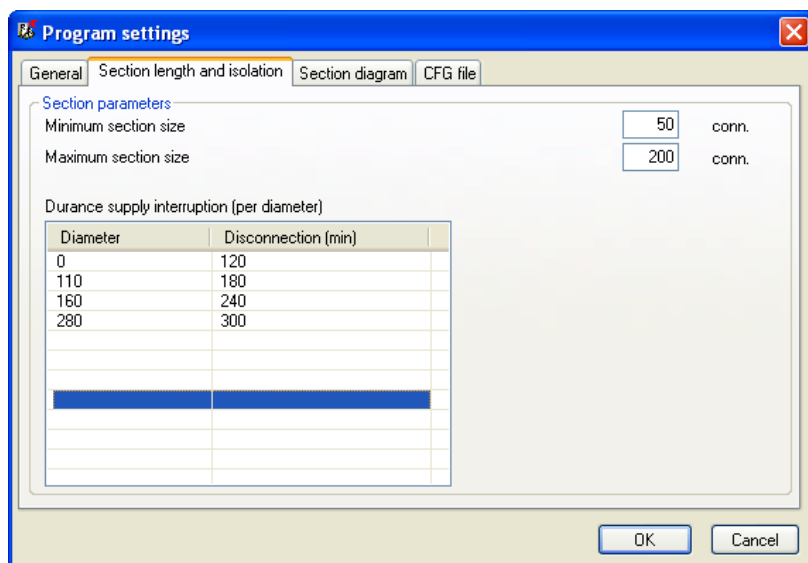 Program settings
General Section length and isolation Section diagram CFG file
Section parameters
Minimum section size 50 conn.
Maximum section size 200 conn.
Durance supply interruption (per diameter)
Diameter Disconnection (min)
0 120
110 180
160 240
280 300
OK Cancel